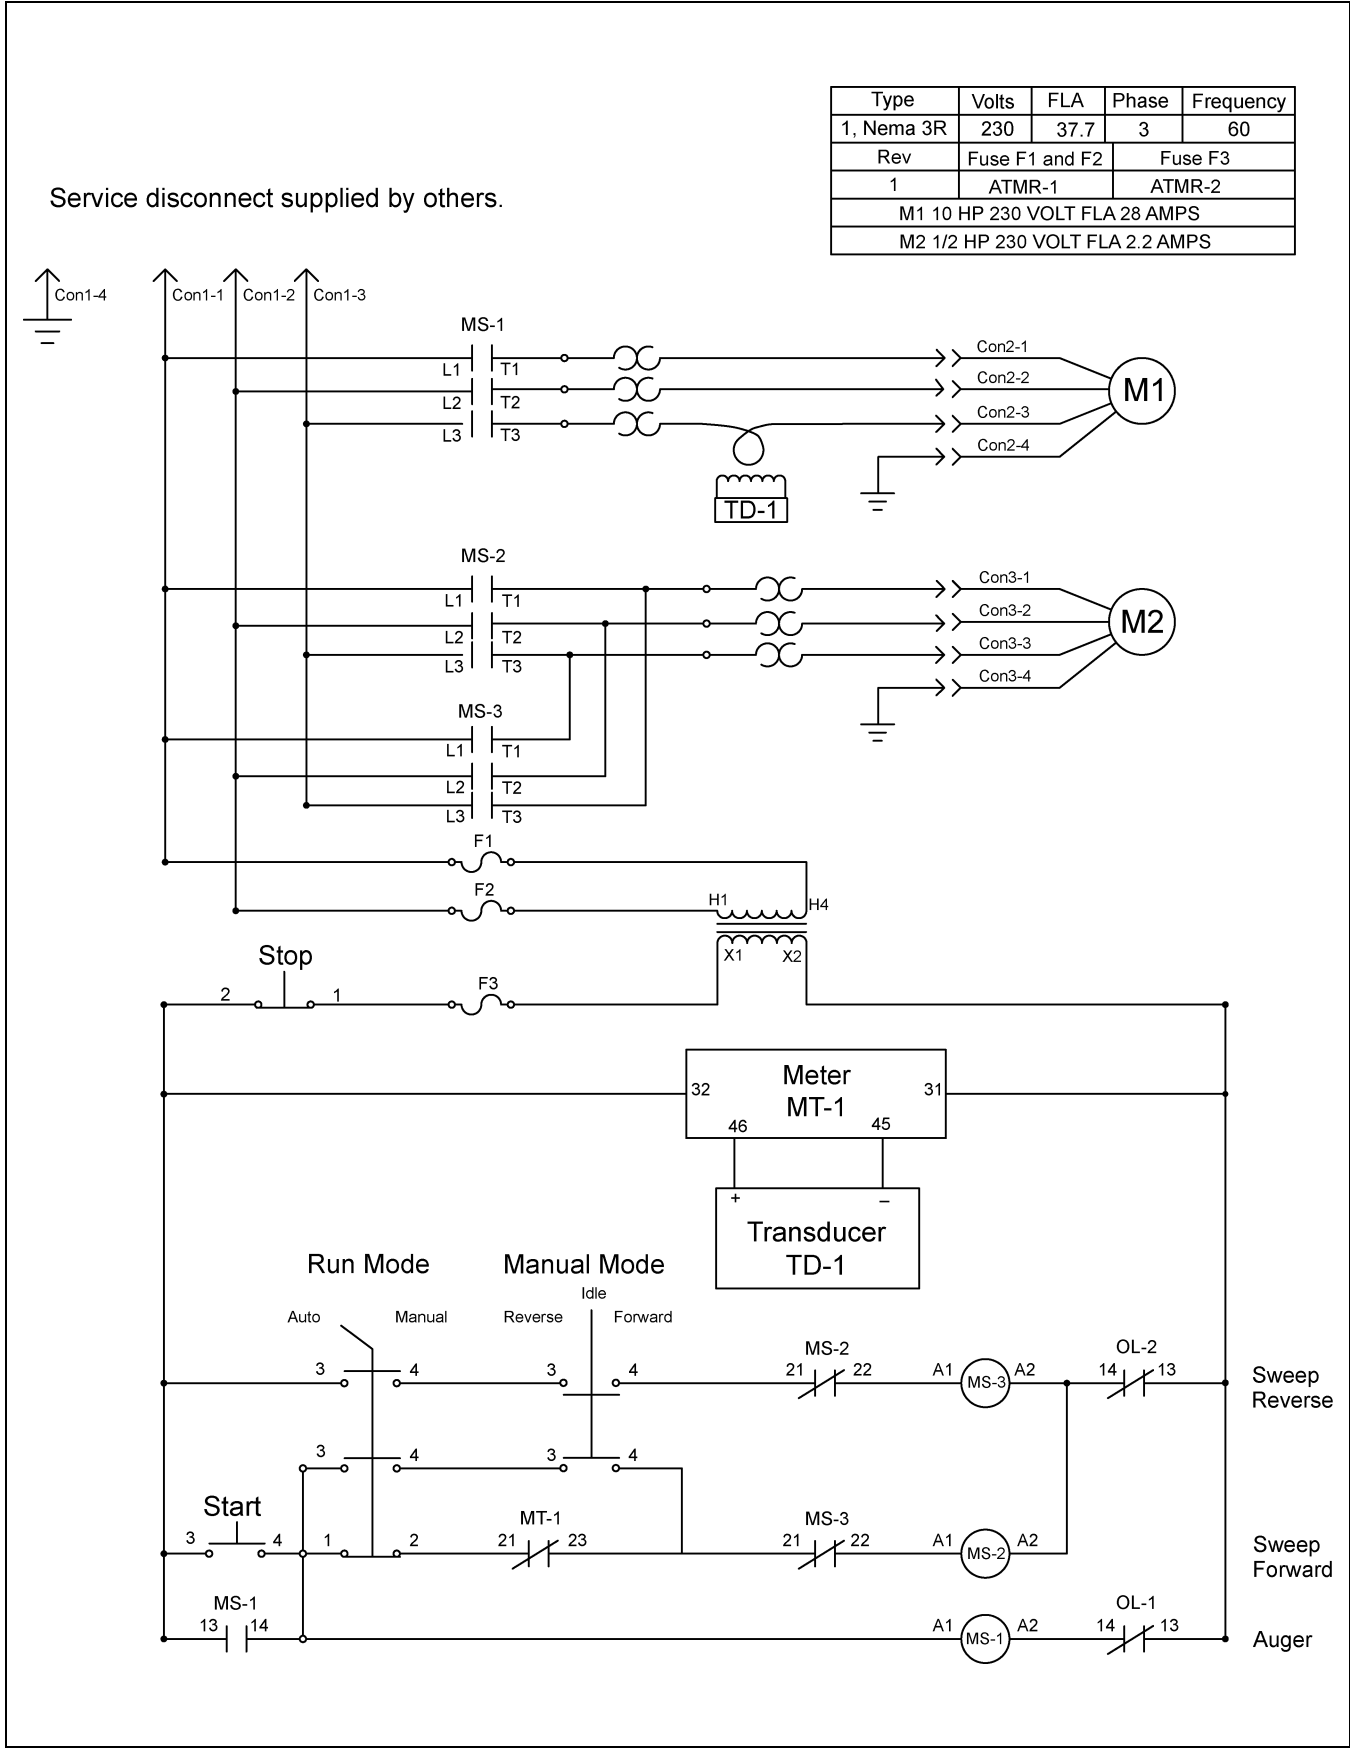 Type Volts FLA Phase Frequency
1, Nema 3R 230 37.7 3 60
Rev Fuse F1 and F2 Fuse F3
1 ATMR-1 ATMR-2
M1 10 HP 230 VOLT FLA 28 AMPS
M2 1/2 HP 230 VOLT FLA 2.2 AMPS
Service disconnect supplied by others.
Con1-4 Con1-1 Con1-2 Con1-3
MS-1
Con2-1
L1 T1
Con2-2
M1
L2 T2
Con2-3
L3 T3
Con2-4
TD-1
MS-2
Con3-1
L1 T1
Con3-2
M2
L2 T2
Con3-3
L3 T3
Con3-4
MS-3
L1 T1
L2 T2
L3 T3
F1
F2
H1 H4
Stop
X1 X2
F3
2 1
Meter
32 31
MT-1
46 45
+ –
Transducer
TD-1
Run Mode Manual Mode
Idle
Auto Manual Reverse Forward
MS-2 OL-2
3 4 3 4 21 22 A1 MS-3 A2 14 13
Sweep
Reverse
3 4 3 4
Start
MT-1 MS-3
3 4 1 2 21 23 21 22 A1 MS-2 A2
Sweep
Forward
MS-1 OL-1
13 14 A1 MS-1 A2 14 13
Auger